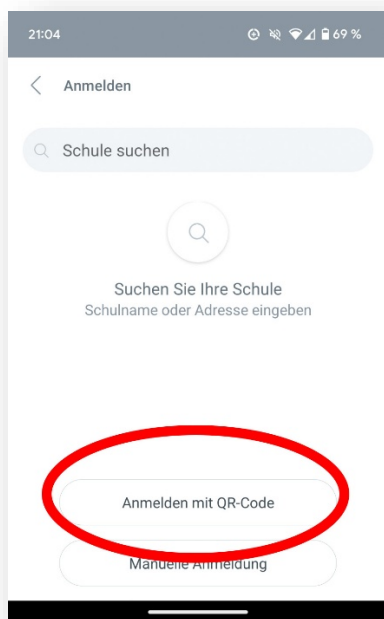 21:04 69 %
Anmelden
Schule suchen
Suchen Sie Ihre Schule
Schulname oder Adresse eingeben
Anmelden mit QR-Code
Manuelle Anmeldung